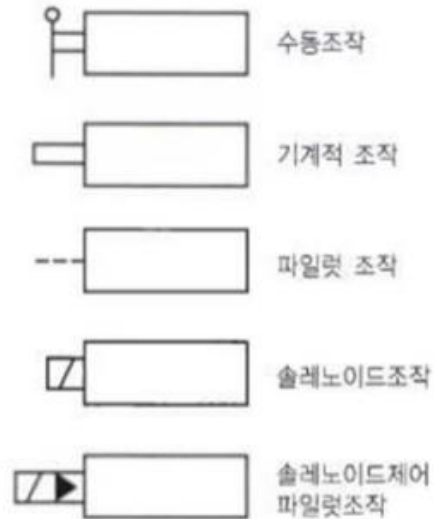 수동조작
기계적 조작
파일럿 조작
솔레노이드조작
솔레노이드체어
파일럿조작